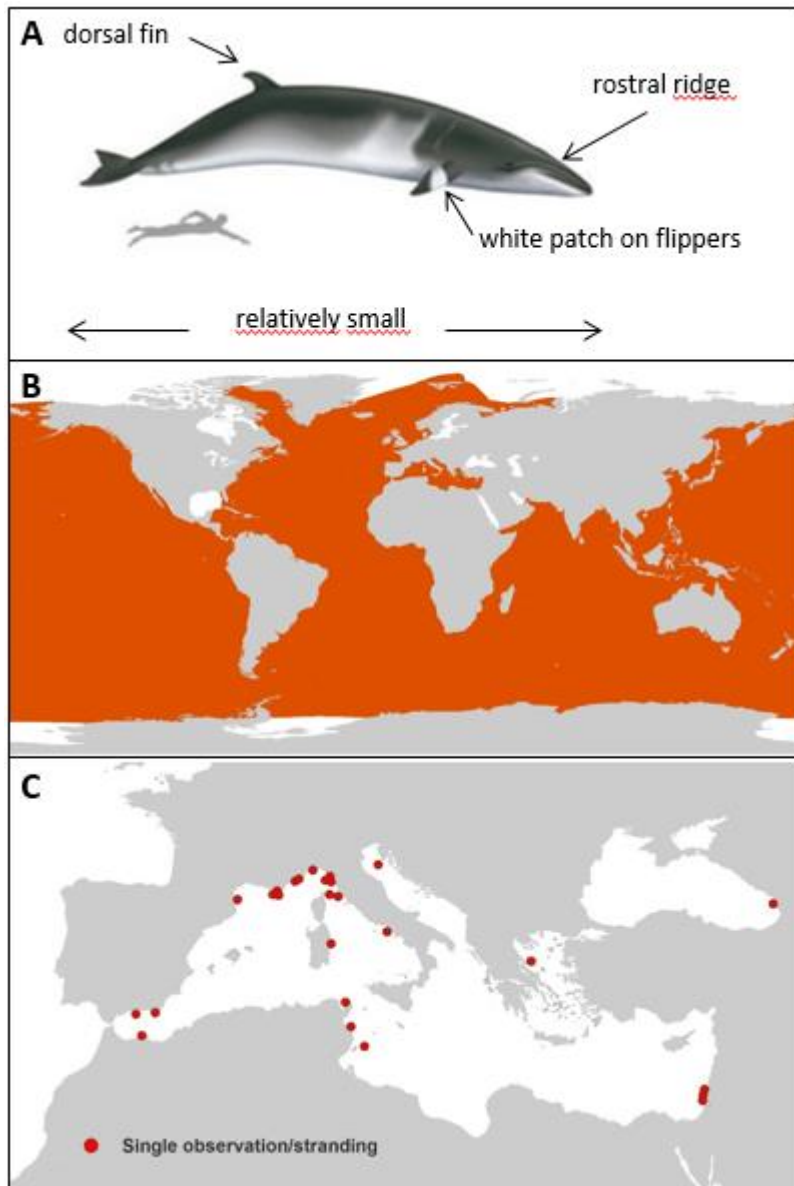 A
dorsal fin
rostral ridge
white patch on flippers
relatively small
B
C
Single observation/stranding